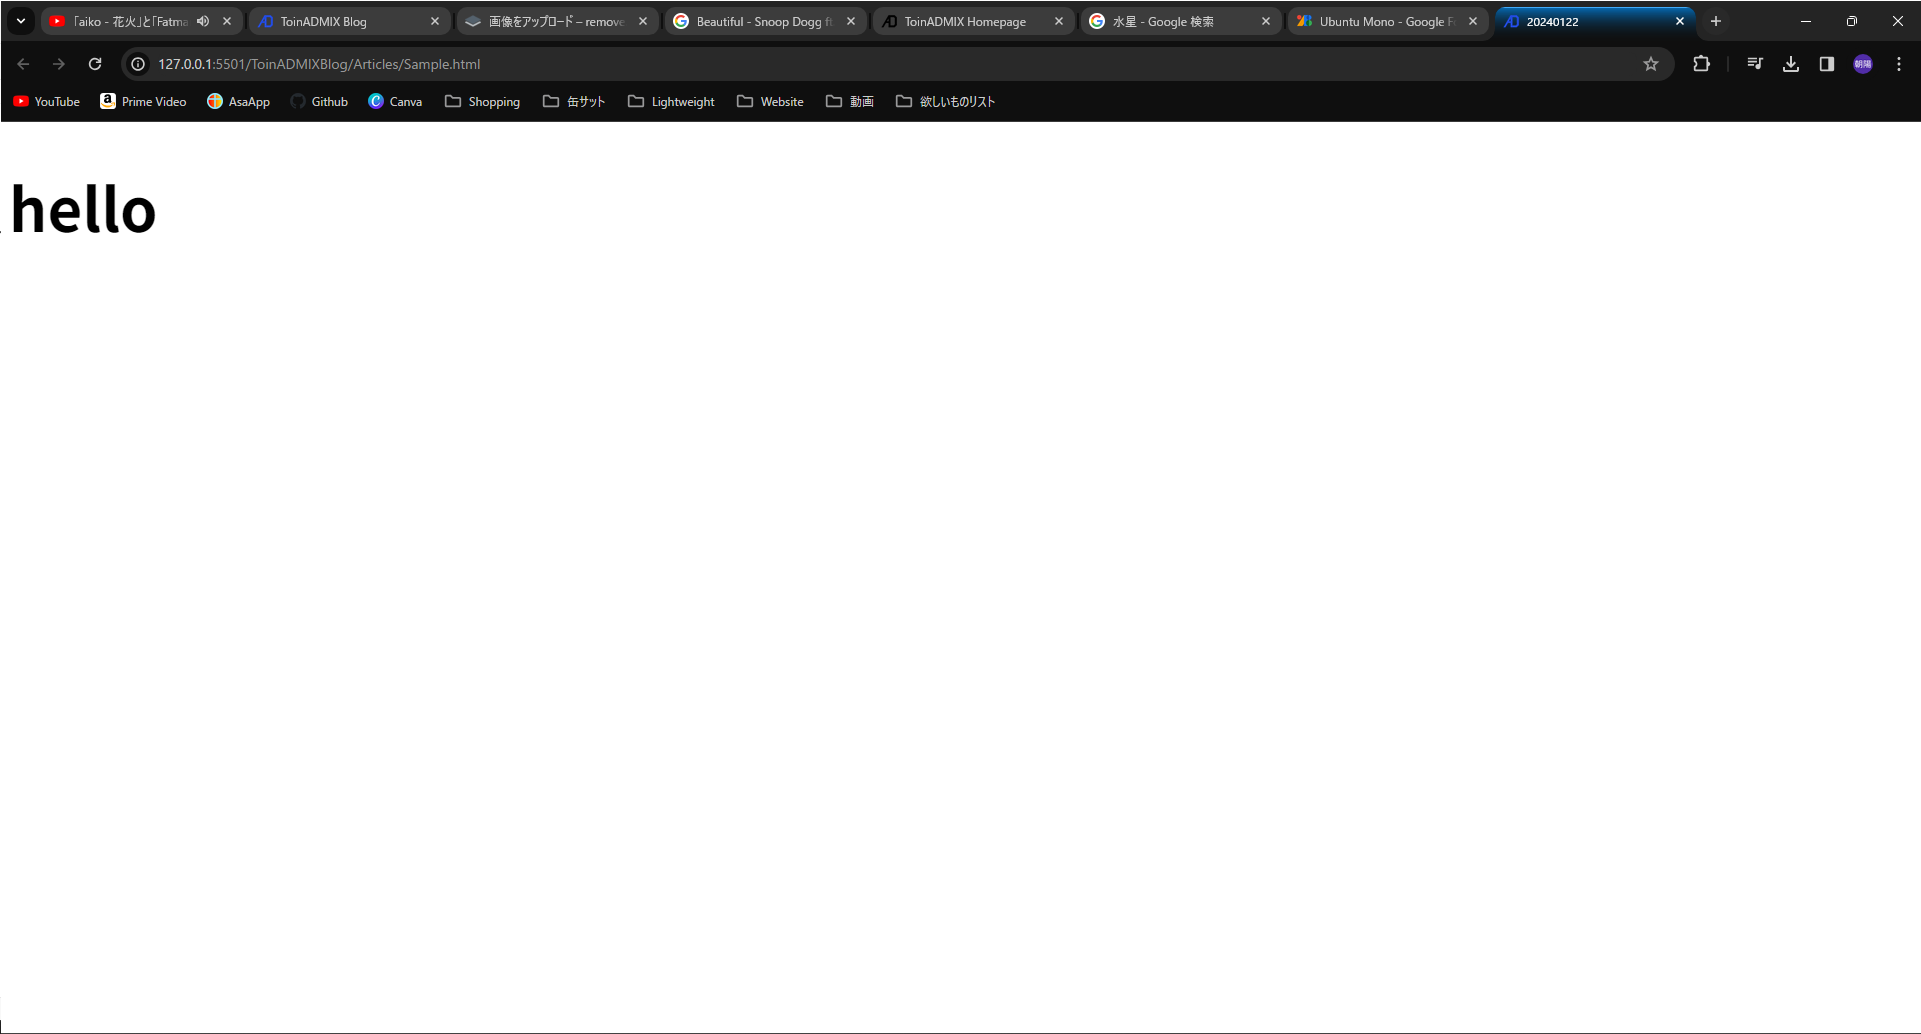 「aiko - 花火」と「Fatma
ToinADMIX Blog
画像をアップロード – remove
Beautiful - Snoop Dogg ft
ToinADMIX Homepage
水星 - Google 検索
Ubuntu Mono - Google F
20240122
127.0.0.1:5501/ToinADMIXBlog/Articles/Sample.html
朝陽
YouTube
Prime Video
AsaApp
Github
Canva
Shopping
缶サット
Lightweight
Website
動画
欲しいものリスト
hello